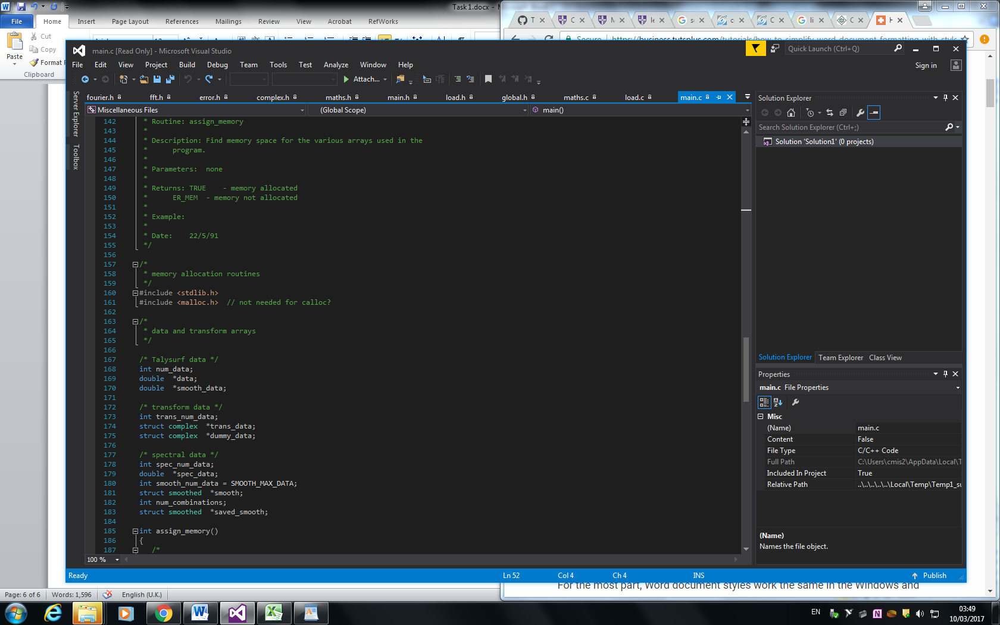 Task 1.docx -
File Home Insert Page Layout References Mailings Review View Acrobat RefWorks
Paste
Cut
Copy
Format
Clipboard
Secure https://business.tutsplus.com/tutorials/how-to-simplify-word-document-formatting-with-style
main.c [Read Only] - Microsoft Visual Studio
Quick Launch (Ctrl+Q)
File Edit View Project Build Debug Team Tools Test Analyze Window Help
Sign in
Attach...
Server Explorer
Toolbox
fourier.h fft.h error.h complex.h maths.h main.h load.h global.h maths.c load.c main.c
Miscellaneous Files (Global Scope) main()
142 * Routine: assign_memory
143 *
144 * Description: Find memory space for the various arrays used in the
145 * program.
146 *
147 * Parameters: none
148 *
149 * Returns: TRUE - memory allocated
150 * ER_MEM - memory not allocated
151 *
152 * Example:
153 *
154 * Date: 22/5/91
155 */
156
157 /*
158 * memory allocation routines
159 */
160 #include <stdlib.h>
161 #include <malloc.h> // not needed for calloc?
162
163 /*
164 * data and transform arrays
165 */
166
167 /* Talysurf data */
168 int num_data;
169 double *data;
170 double *smooth_data;
171
172 /* transform data */
173 int trans_num_data;
174 struct complex *trans_data;
175 struct complex *dummy_data;
176
177 /* spectral data */
178 int spec_num_data;
179 double *spec_data;
180 int smooth_num_data = SMOOTH_MAX_DATA;
181 struct smoothed *smooth;
182 int num_combinations;
183 struct smoothed *saved_smooth;
184
185 int assign_memory()
186 {
187 /*
100 %
Solution Explorer
Search Solution Explorer (Ctrl+;)
Solution 'Solution1' (0 projects)
Solution Explorer Team Explorer Class View
Properties
main.c File Properties
Misc
(Name) main.c
Content False
File Type C/C++ Code
Full Path C:\Users\cmis2\AppData\Local\T
Included In Project True
Relative Path ..\..\..\..\..\Local\Temp\Temp1_su
(Name)
Names the file object.
Ready Ln 52 Col 4 Ch 4 INS Publish
For the most part, Word document styles work the same in the Windows and
Page: 6 of 6 Words: 1,596 English (U.K.)
EN
03:49
10/03/2017